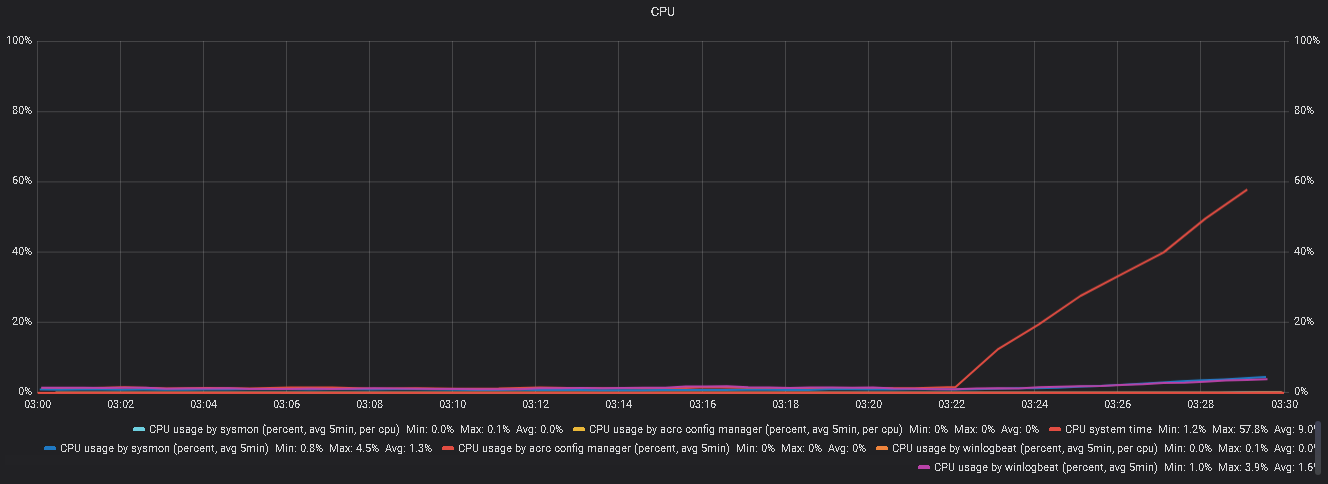 CPU
100% 100%
80% 80%
60% 60%
40% 40%
20% 20%
0% 0%
03:00 03:02 03:04 03:06 03:08 03:10 03:12 03:14 03:16 03:18 03:20 03:22 03:24 03:26 03:28 03:30
CPU usage by sysmon (percent, avg 5min, per cpu) Min: 0.0% Max: 0.1% Avg: 0.0% CPU usage by acrc config manager (percent, avg 5min, per cpu) Min: 0% Max: 0% Avg: 0% CPU system time Min: 1.2% Max: 57.8% Avg: 9.0%
CPU usage by sysmon (percent, avg 5min) Min: 0.8% Max: 4.5% Avg: 1.3% CPU usage by acrc config manager (percent, avg 5min) Min: 0% Max: 0% Avg: 0% CPU usage by winlogbeat (percent, avg 5min, per cpu) Min: 0.0% Max: 0.1% Avg: 0.0%
CPU usage by winlogbeat (percent, avg 5min) Min: 1.0% Max: 3.9% Avg: 1.6%